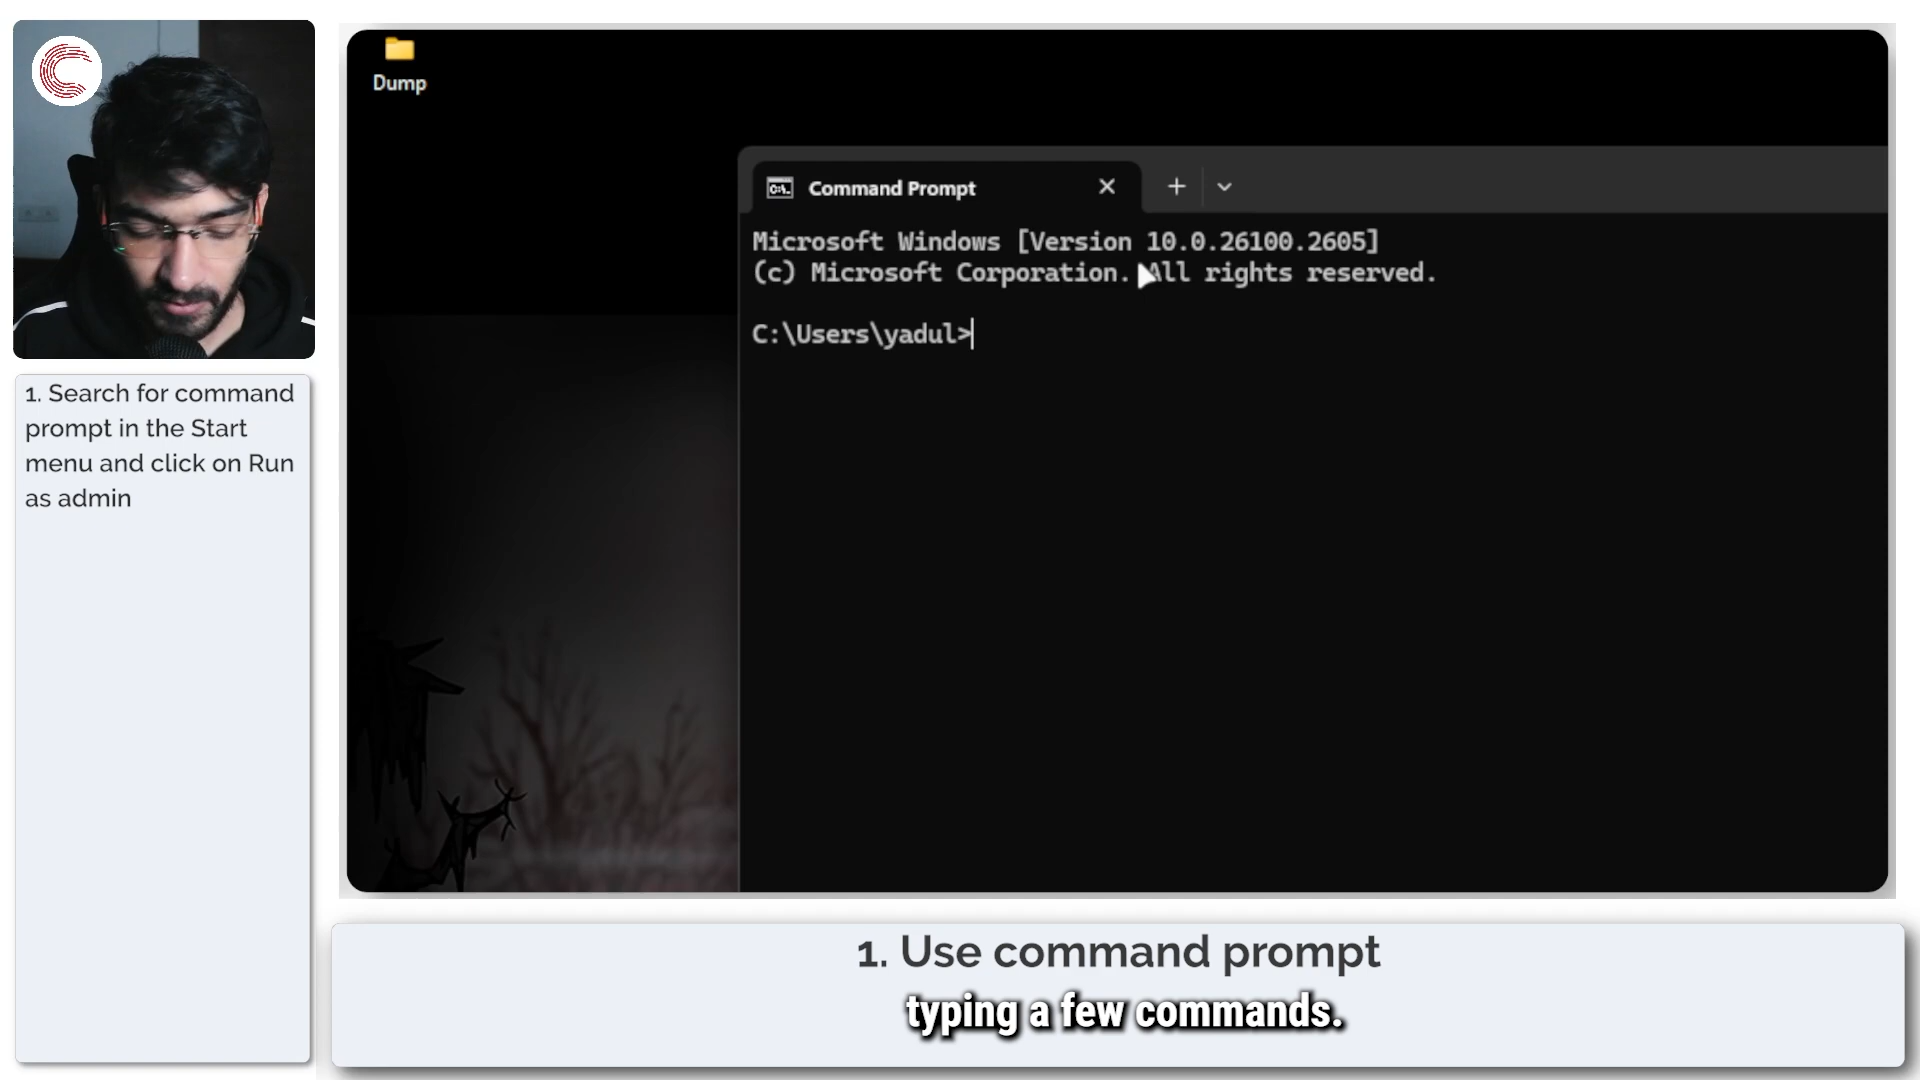 Dump
Command Prompt
Microsoft Windows [Version 10.0.26100.2605]
(c) Microsoft Corporation. All rights reserved.
C:\Users\yadul>
1. Search for command
prompt in the Start
menu and click on Run
as admin
1. Use command prompt
typing a few commands.